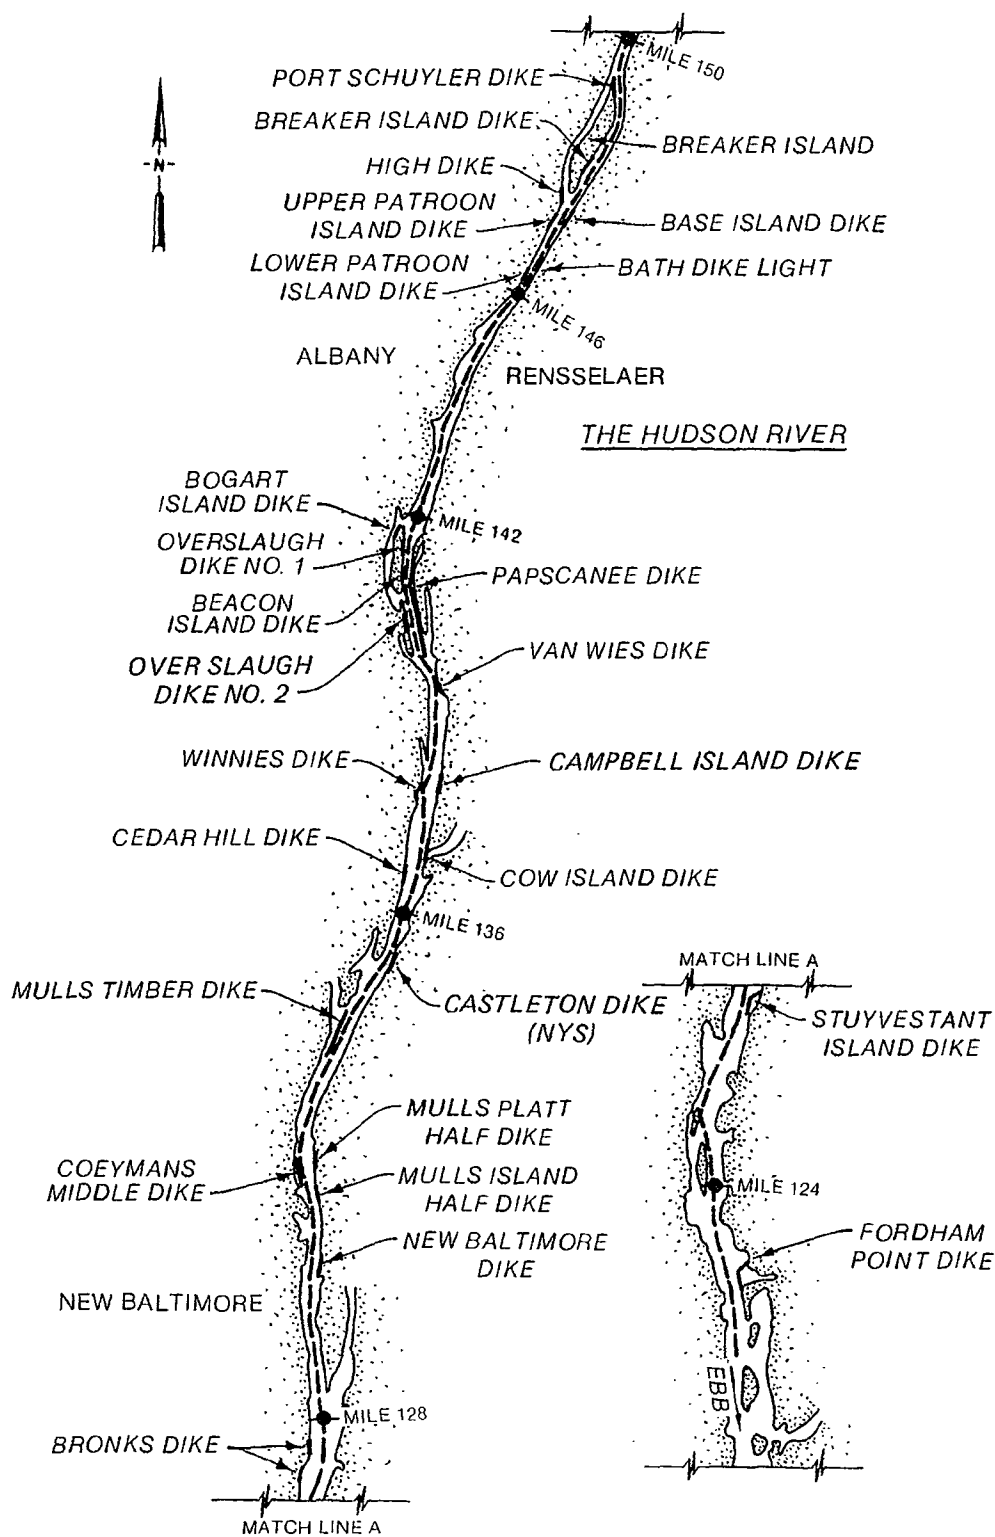 MILE 150
PORT SCHUYLER DIKE
BREAKER ISLAND DIKE
BREAKER ISLAND
HIGH DIKE
N
UPPER PATROON
ISLAND DIKE
BASE ISLAND DIKE
LOWER PATROON
ISLAND DIKE
BATH DIKE LIGHT
MILE 146
ALBANY
RENSSELAER
THE HUDSON RIVER
BOGART
ISLAND DIKE
MILE 142
OVERSLAUGH
DIKE NO. 1
PAPSCANEE DIKE
BEACON
ISLAND DIKE
VAN WIES DIKE
OVER SLAUGH
DIKE NO. 2
WINNIES DIKE
CAMPBELL ISLAND DIKE
CEDAR HILL DIKE
COW ISLAND DIKE
MILE 136
MULLS TIMBER DIKE
CASTLETON DIKE
(NYS)
MULLS PLATT
HALF DIKE
COEYMANS
MIDDLE DIKE
MULLS ISLAND
HALF DIKE
NEW BALTIMORE
DIKE
NEW BALTIMORE
MILE 128
BRONKS DIKE
MATCH LINE A
MATCH LINE A
STUYVESTANT
ISLAND DIKE
MILE 124
FORDHAM
POINT DIKE
EBB